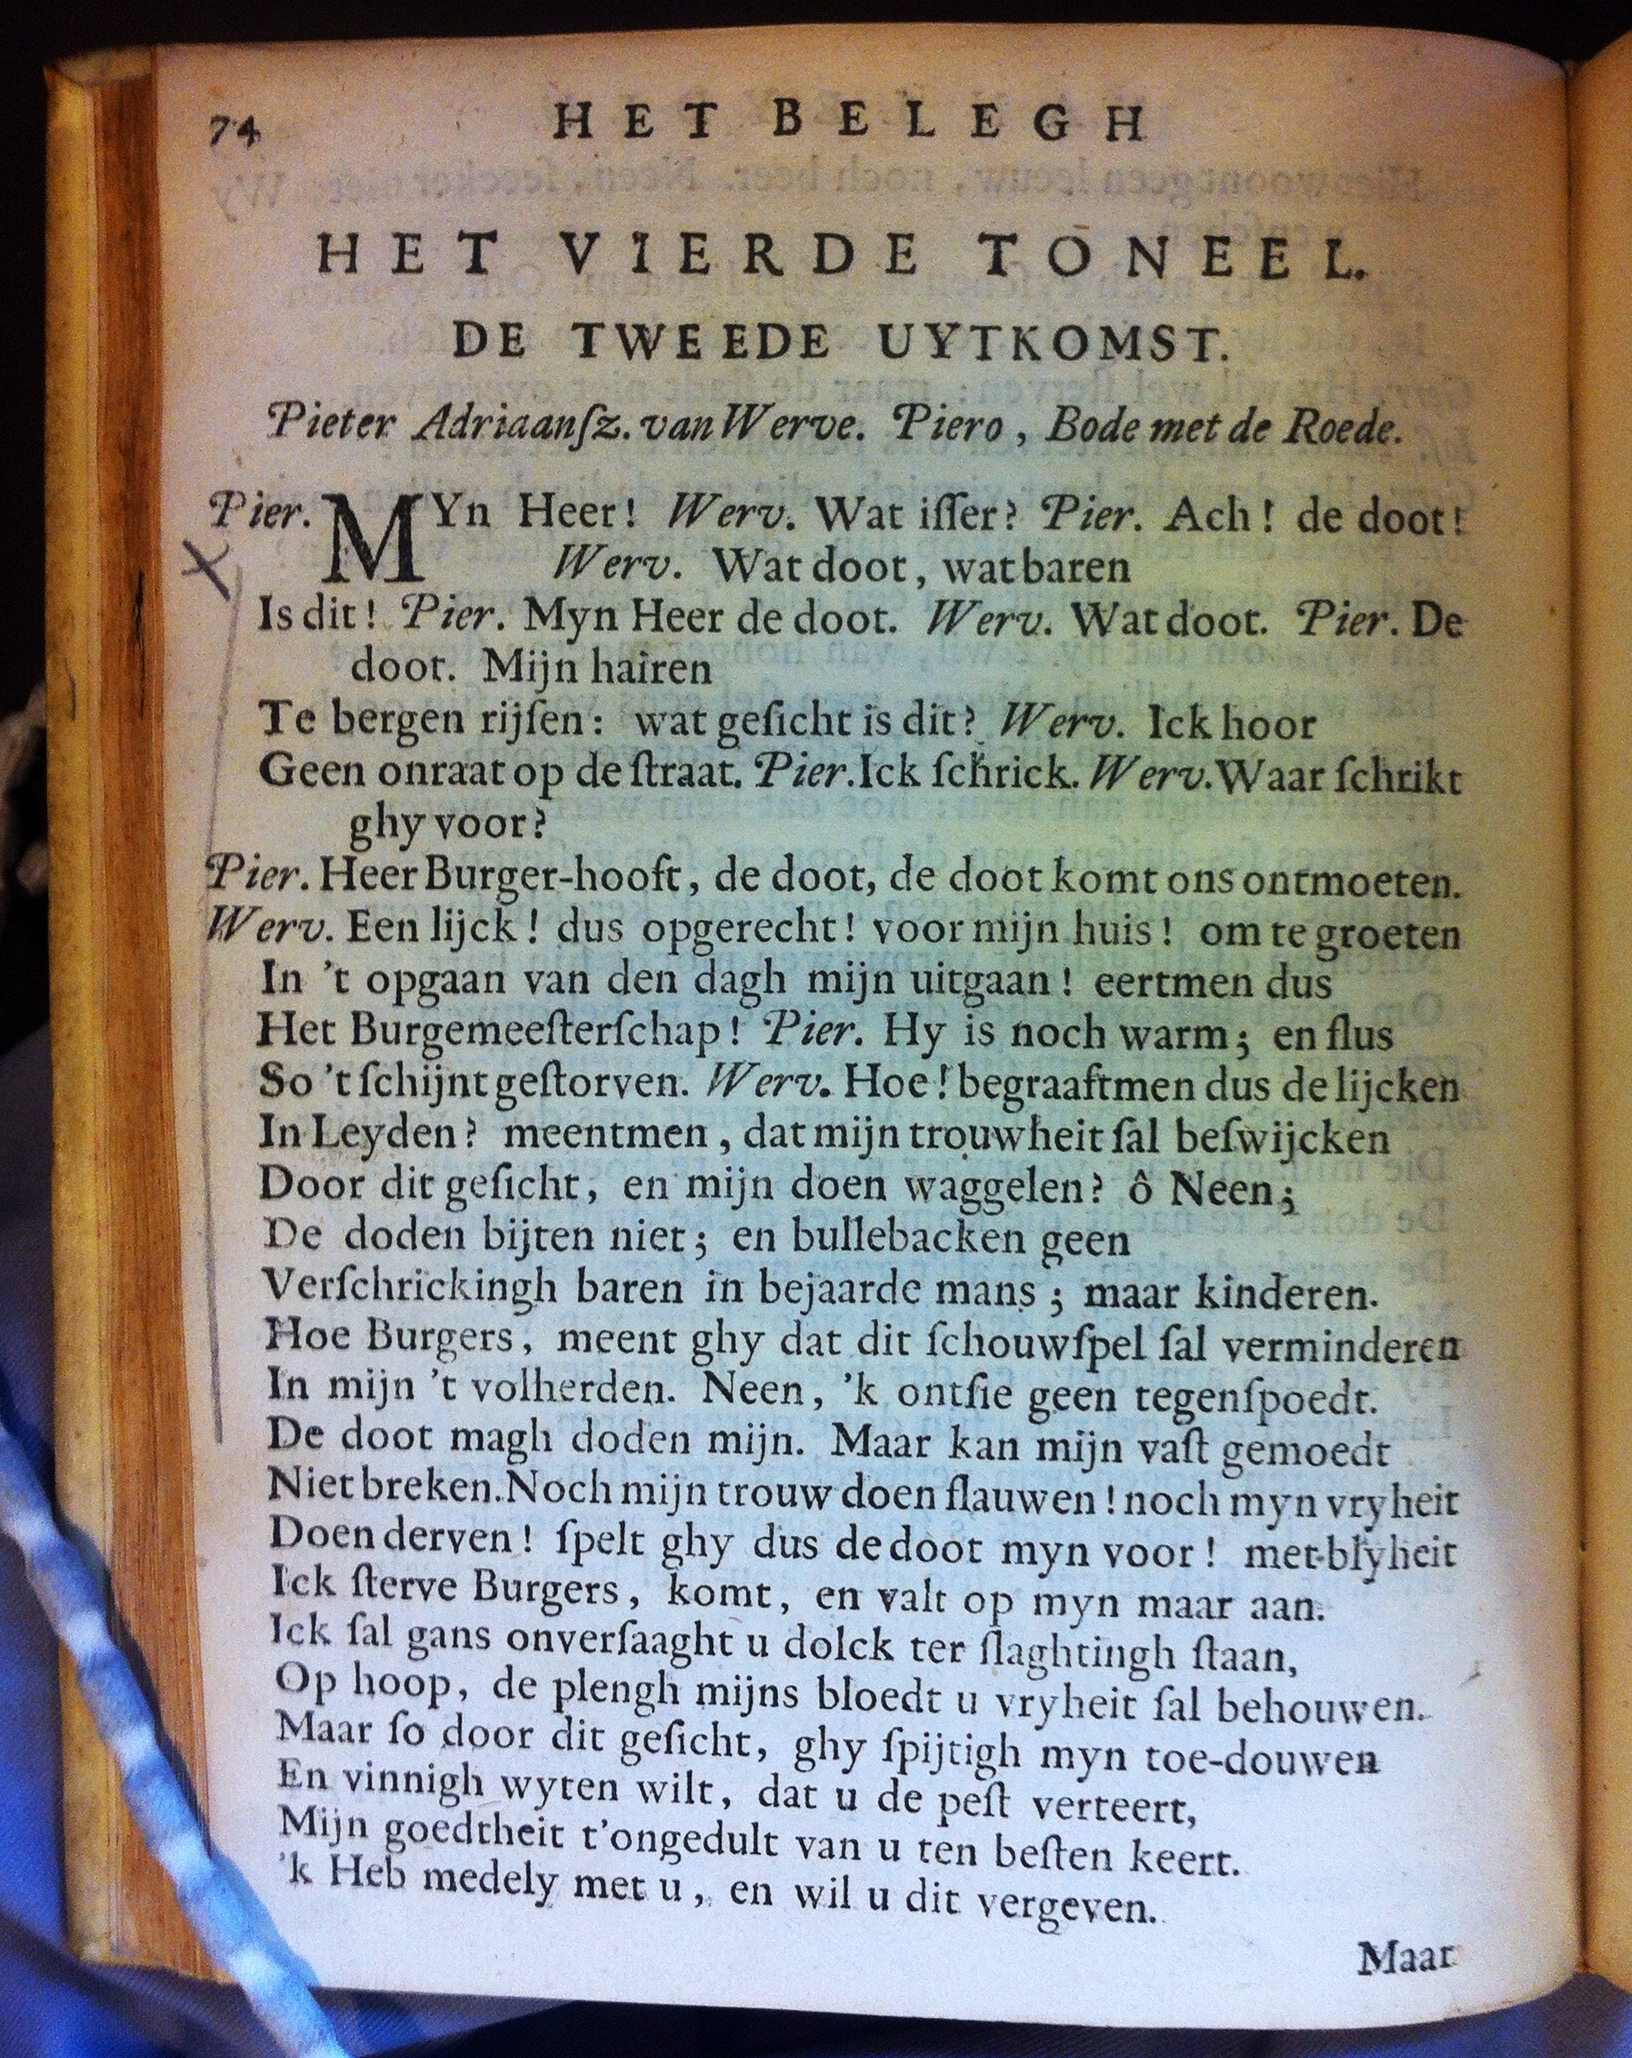 74 HET BELEGH
HET VIERDE TONEEL.
DE TWEEDE UYTKOMST.
Pieter Adriaanſz. van Werve. Piero, Bode met de Roede.
Pier. MYn Heer! Werv. Wat iſſer? Pier. Ach! de doot!
Werv. Wat doot, wat baren
Is dit! Pier. Myn Heer de doot. Werv. Wat doot. Pier. De
doot. Mijn hairen
Te bergen rijſen: wat geſicht is dit? Werv. Ick hoor
Geen onraat op de ſtraat. Pier. Ick ſchrick. Werv. Waar ſchrikt
ghy voor?
Pier. Heer Burger-hooft, de doot, de doot komt ons ontmoeten.
Werv. Een lijck! dus opgerecht! voor mijn huis! om te groeten
In 't opgaan van den dagh mijn uitgaan! eertmen dus
Het Burgemeeſterſchap! Pier. Hy is noch warm; en flus
So 't ſchijnt geſtorven. Werv. Hoe! begraaftmen dus de lijcken
In Leyden? meentmen, dat mijn trouwheit ſal beſwijcken
Door dit geſicht, en mijn doen waggelen? ô Neen;
De doden bijten niet; en bullebacken geen
Verſchrickingh baren in bejaarde mans; maar kinderen.
Hoe Burgers, meent ghy dat dit ſchouwſpel ſal verminderen
In mijn 't volherden. Neen, 'k ontſie geen tegenſpoedt.
De doot magh doden mijn. Maar kan mijn vaſt gemoedt
Niet breken. Noch mijn trouw doen flauwen! noch myn vryheit
Doen derven! ſpelt ghy dus de doot myn voor! met blyheit
Ick ſterve Burgers, komt, en valt op myn maar aan.
Ick ſal gans onverſaaght u dolck ter ſlaghtingh ſtaan,
Op hoop, de plengh mijns bloedt u vryheit ſal behouwen.
Maar ſo door dit geſicht, ghy ſpijtigh myn toe-douwen
En vinnigh wyten wilt, dat u de peſt verteert,
Mijn goedtheit t'ongedult van u ten beſten keert.
'k Heb medely met u, en wil u dit vergeven.
Maar